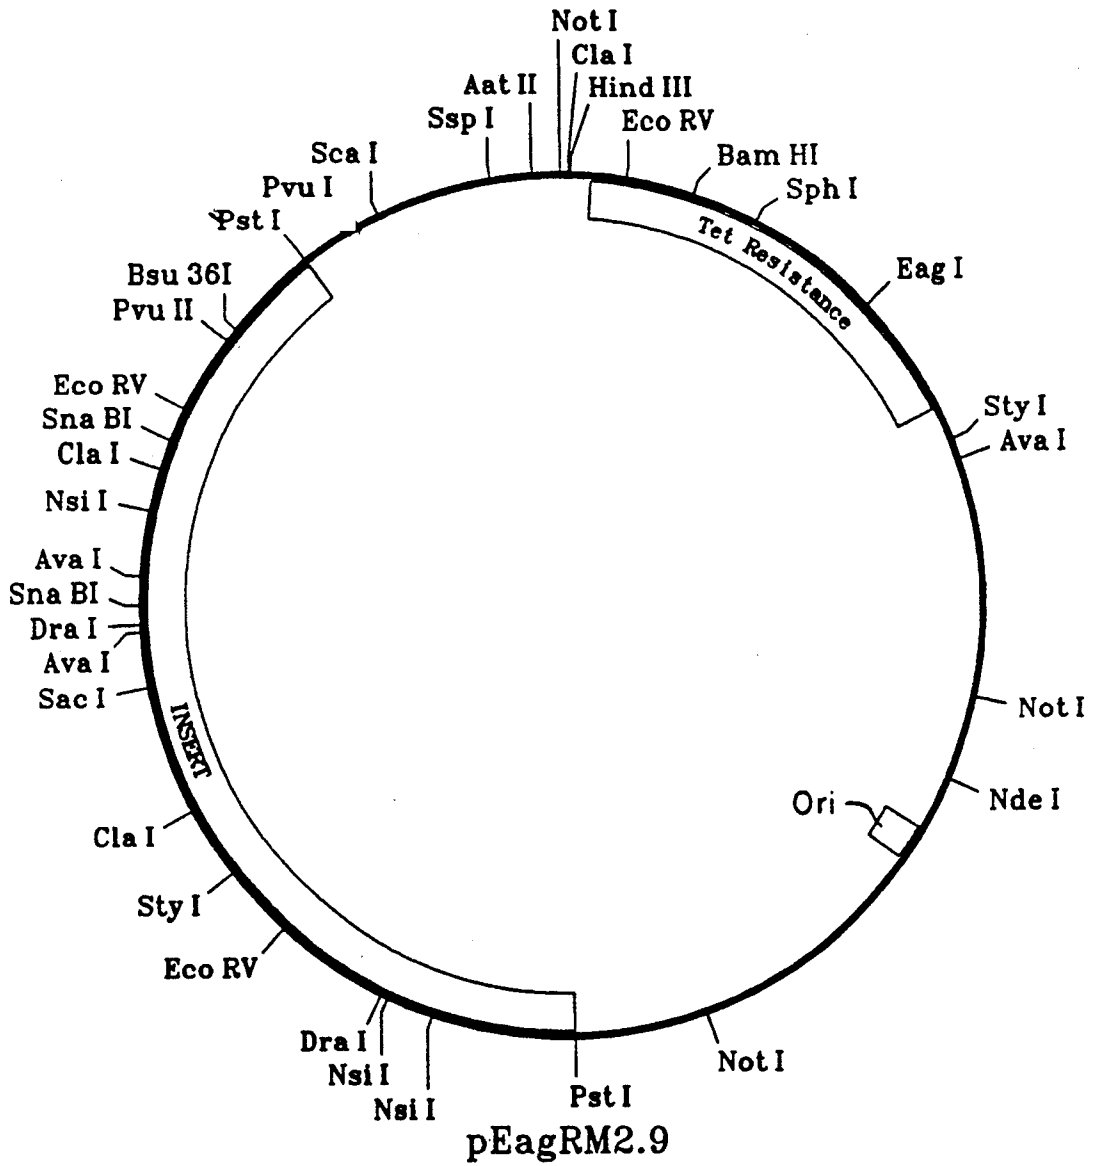 Not I
Cla I
Hind III
Aat II
Ssp I
Eco RV
Sca I
Bam HI
Pvu I
Sph I
Pst I
Tet Resistance
Bsu 36I
Eag I
Pvu II
Eco RV
Sty I
Sna BI
Ava I
Cla I
Nsi I
Ava I
Sna BI
Dra I
Ava I
Sac I
Not I
INSERT
Nde I
Ori
Cla I
Sty I
Eco RV
Dra I
Not I
Nsi I
Pst I
Nsi I
pEagRM2.9